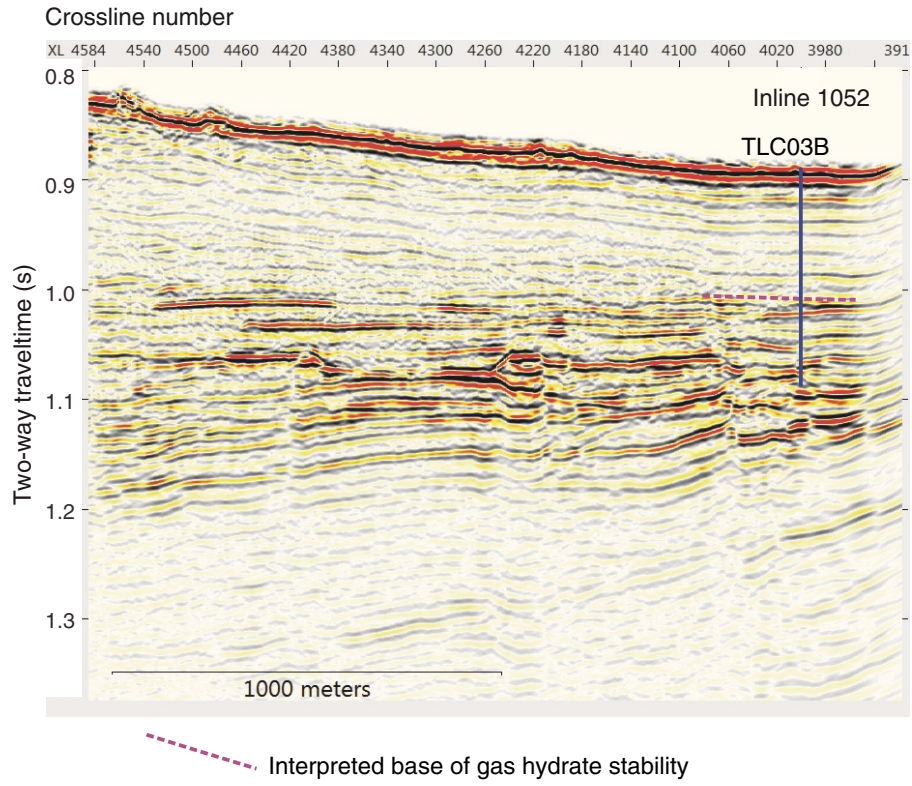 Crossline number
XL 4584 4540 4500 4460 4420 4380 4340 4300 4260 4220 4180 4140 4100 4060 4020 3980 391
0.8
Inline 1052
TLC03B
0.9
1.0
1.1
1.2
1.3
Two-way traveltime (s)
1000 meters
Interpreted base of gas hydrate stability